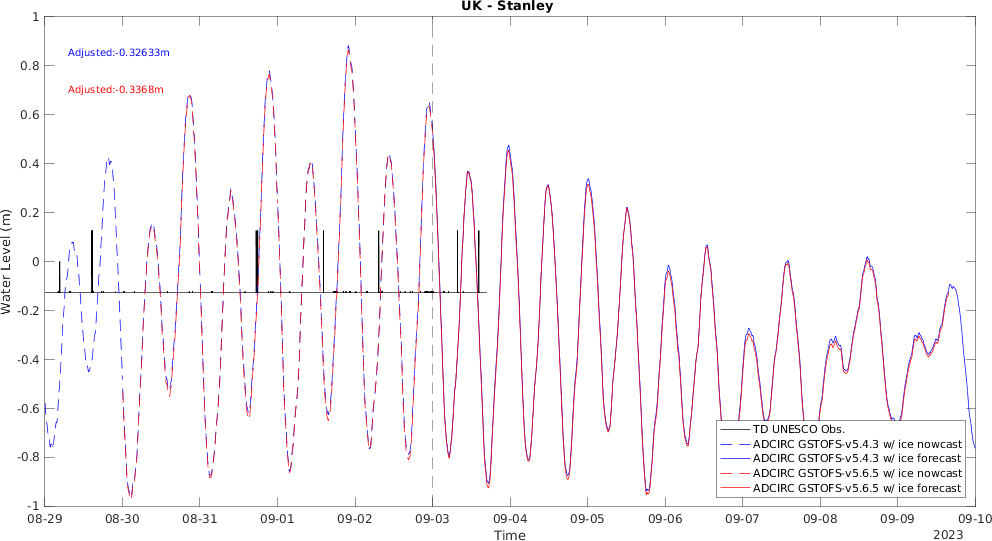 UK - Stanley
Adjusted:-0.32633m
Adjusted:-0.3368m
Water Level (m)
1
0.8
0.6
0.4
0.2
0
-0.2
-0.4
-0.6
-0.8
-1
TD UNESCO Obs.
ADCIRC GSTOFS-v5.4.3 w/ ice nowcast
ADCIRC GSTOFS-v5.4.3 w/ ice forecast
ADCIRC GSTOFS-v5.6.5 w/ ice nowcast
ADCIRC GSTOFS-v5.6.5 w/ ice forecast
08-29 08-30 08-31 09-01 09-02 09-03 09-04 09-05 09-06 09-07 09-08 09-09 09-10
Time
2023